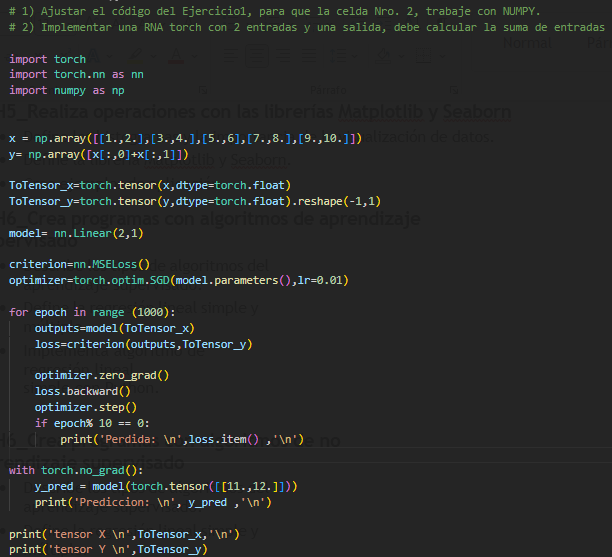 # 1) Ajustar el código del Ejercicio1, para que la celda Nro. 2, trabaje con NUMPY.
# 2) Implementar una RNA torch con 2 entradas y una salida, debe calcular la suma de entradas
import torch
import torch.nn as nn
import numpy as np
H5_Realiza operaciones con las librerías Matplotlib y Seaborn
x = np.array([[1.,2.],[3.,4.],[5.,6],[7.,8.],[9.,10.]])
y= np.array([x[:,0]+x[:,1]])
ToTensor_x=torch.tensor(x,dtype=torch.float)
ToTensor_y=torch.tensor(y,dtype=torch.float).reshape(-1,1)
model= nn.Linear(2,1)
criterion=nn.MSELoss()
optimizer=torch.optim.SGD(model.parameters(),lr=0.01)
for epoch in range (1000):
    outputs=model(ToTensor_x)
    loss=criterion(outputs,ToTensor_y)
    optimizer.zero_grad()
    loss.backward()
    optimizer.step()
    if epoch% 10 == 0:
        print('Perdida: \n',loss.item() ,'\n')
with torch.no_grad():
    y_pred = model(torch.tensor([[11.,12.]]))
    print('Prediccion: \n', y_pred ,'\n')
print('tensor X \n',ToTensor_x,'\n')
print('tensor Y \n',ToTensor_y)